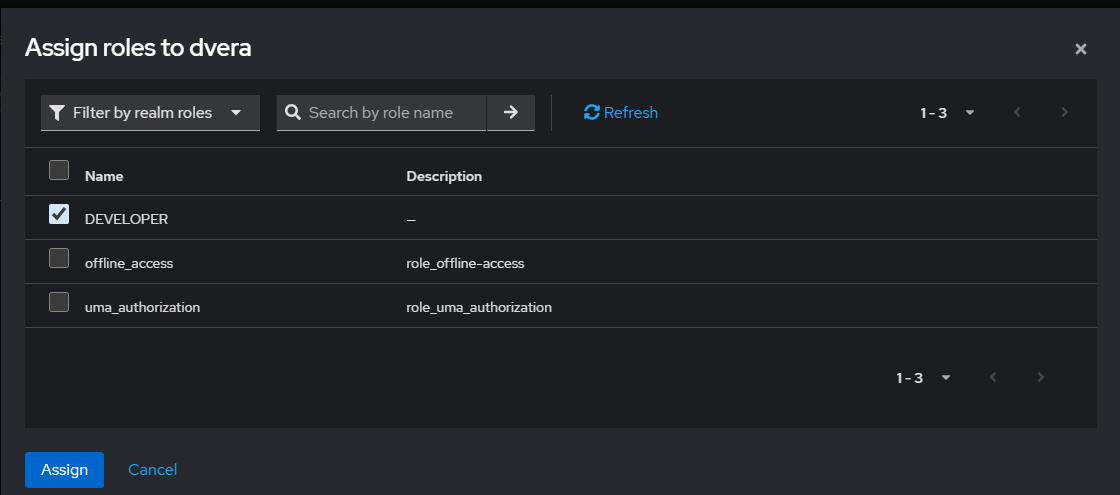 Assign roles to dvera
Filter by realm roles Search by role name Refresh 1 - 3
Name Description
DEVELOPER —
offline_access role_offline-access
uma_authorization role_uma_authorization
1 - 3
Assign Cancel